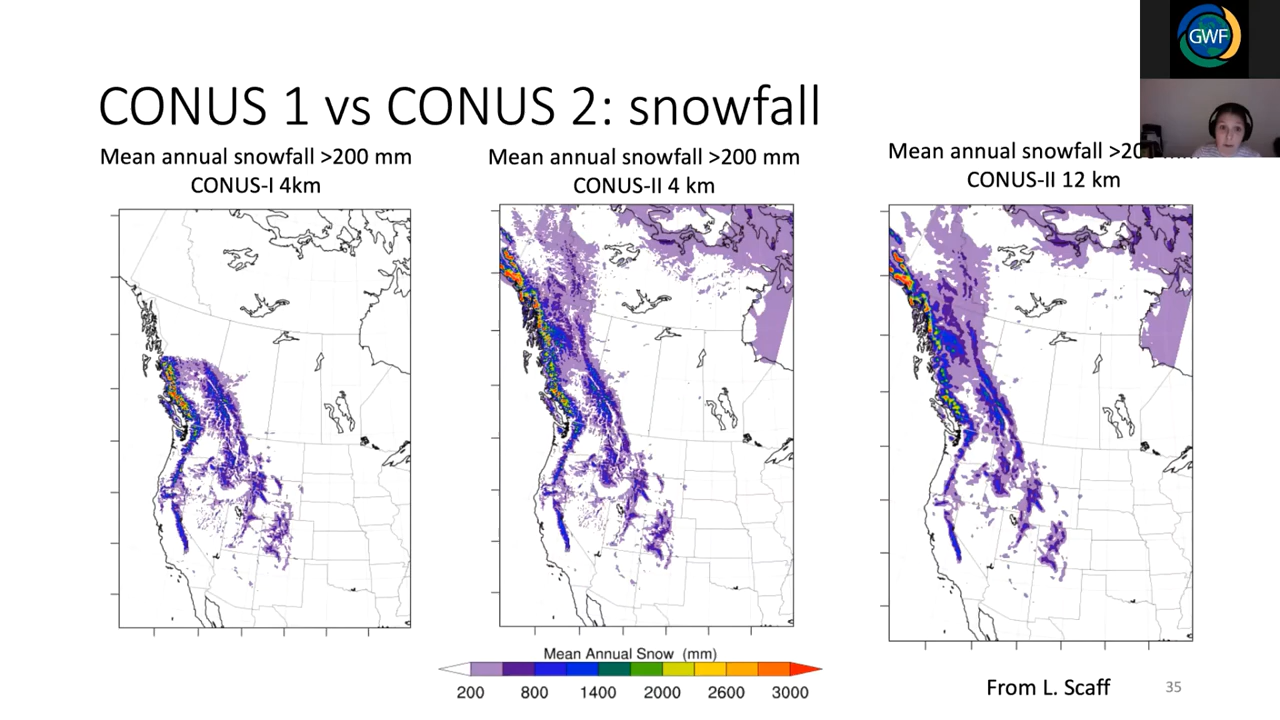 GWF
CONUS 1 vs CONUS 2: snowfall
Mean annual snowfall >200 mm
CONUS-I 4km
Mean annual snowfall >200 mm
CONUS-II 4 km
Mean annual snowfall
CONUS-II 12 km
Mean Annual Snow (mm)
200 800 1400 2000 2600 3000
From L. Scaff
35